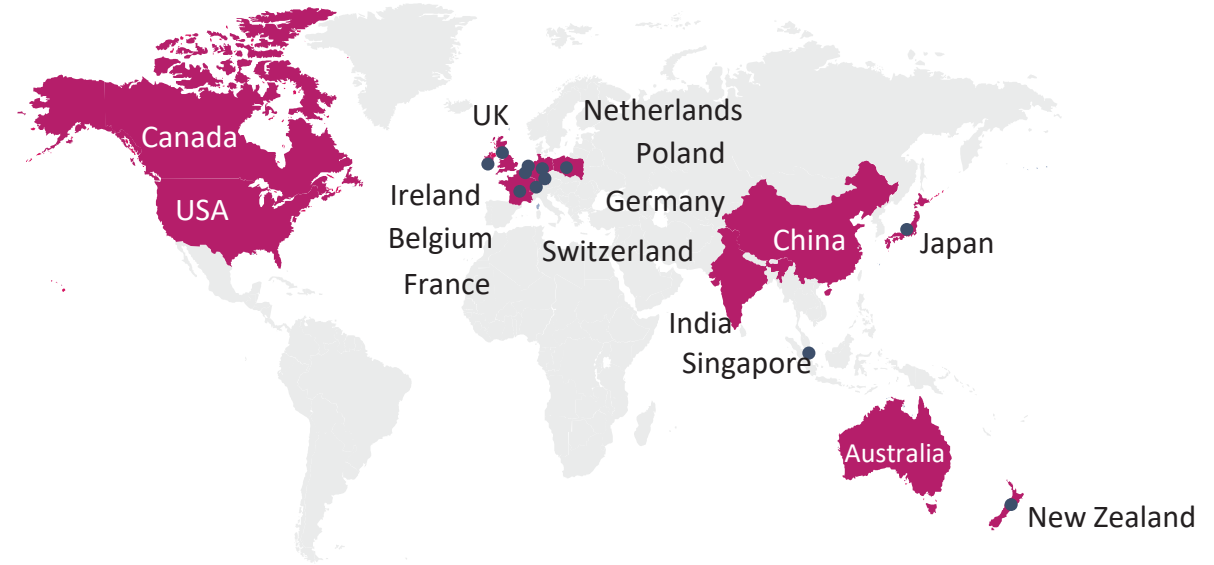 UK
Netherlands
Canada
Poland
Ireland
Germany
USA
Belgium
Switzerland
China
Japan
France
India
Singapore
Australia
New Zealand